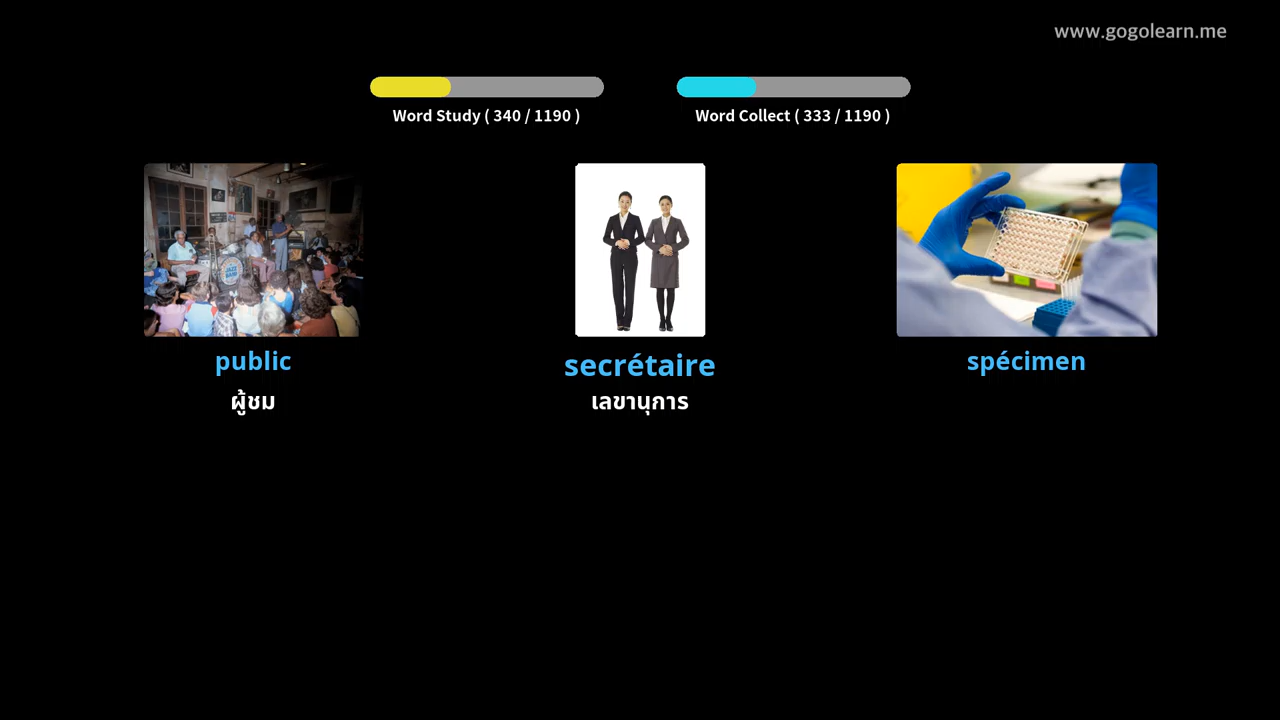 www.gogolearn.me
Word Study ( 340 / 1190 )
Word Collect ( 333 / 1190 )
public
secrétaire
spécimen
ผู้ชม
เลขานุการ